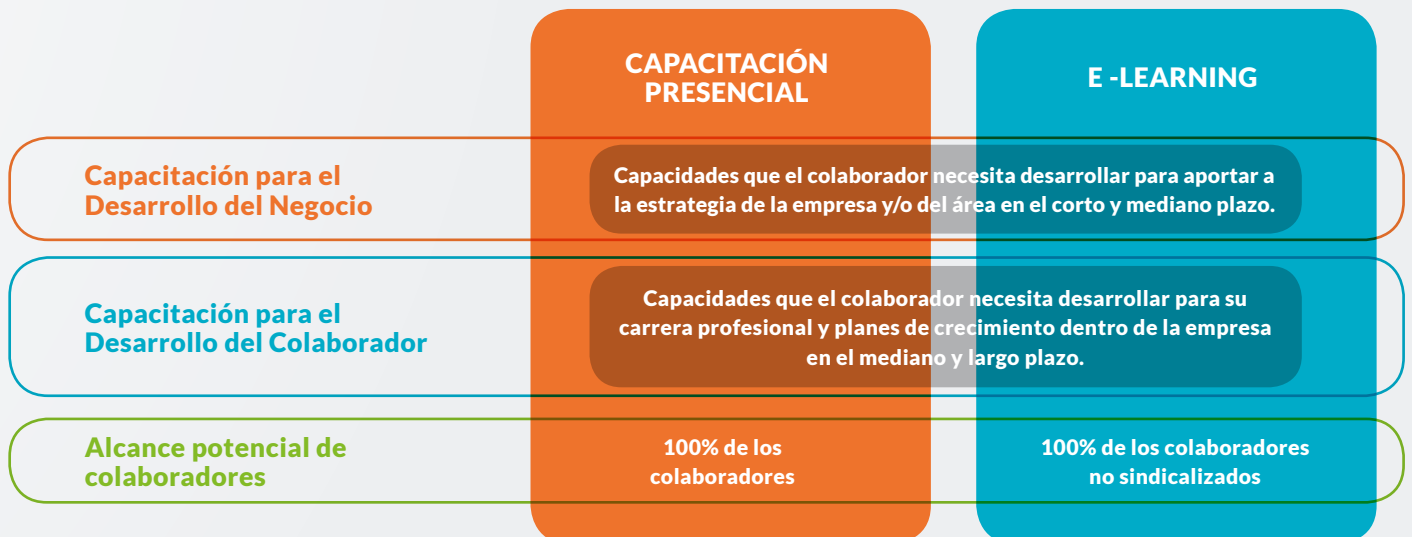 CAPACITACIÓN
PRESENCIAL
E -LEARNING
Capacitación para el
Desarrollo del Negocio
Capacidades que el colaborador necesita desarrollar para aportar a
la estrategia de la empresa y/o del área en el corto y mediano plazo.
Capacitación para el
Desarrollo del Colaborador
Capacidades que el colaborador necesita desarrollar para su
carrera profesional y planes de crecimiento dentro de la empresa
en el mediano y largo plazo.
Alcance potencial de
colaboradores
100% de los
colaboradores
100% de los colaboradores
no sindicalizados